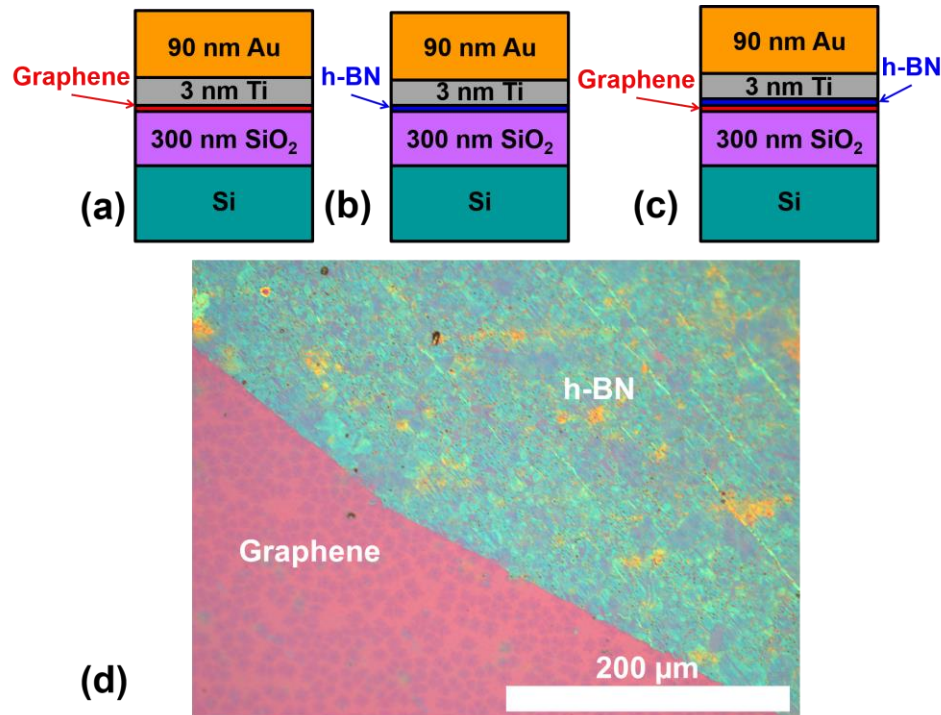 90 nm Au
Graphene
3 nm Ti
300 nm SiO₂
Si
(a)
90 nm Au
h-BN
3 nm Ti
300 nm SiO₂
Si
(b)
90 nm Au
Graphene
h-BN
3 nm Ti
300 nm SiO₂
Si
(c)
h-BN
Graphene
200 µm
(d)